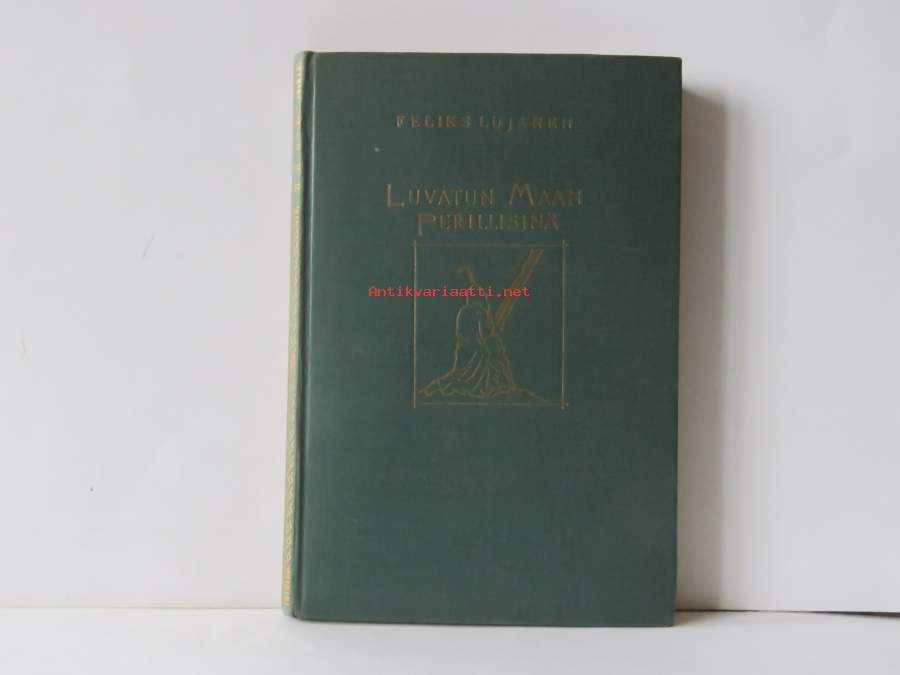 FELIKS LUJANEN
LUVATUN MAAN
PERILLISINÄ
Antikvariaatti.net